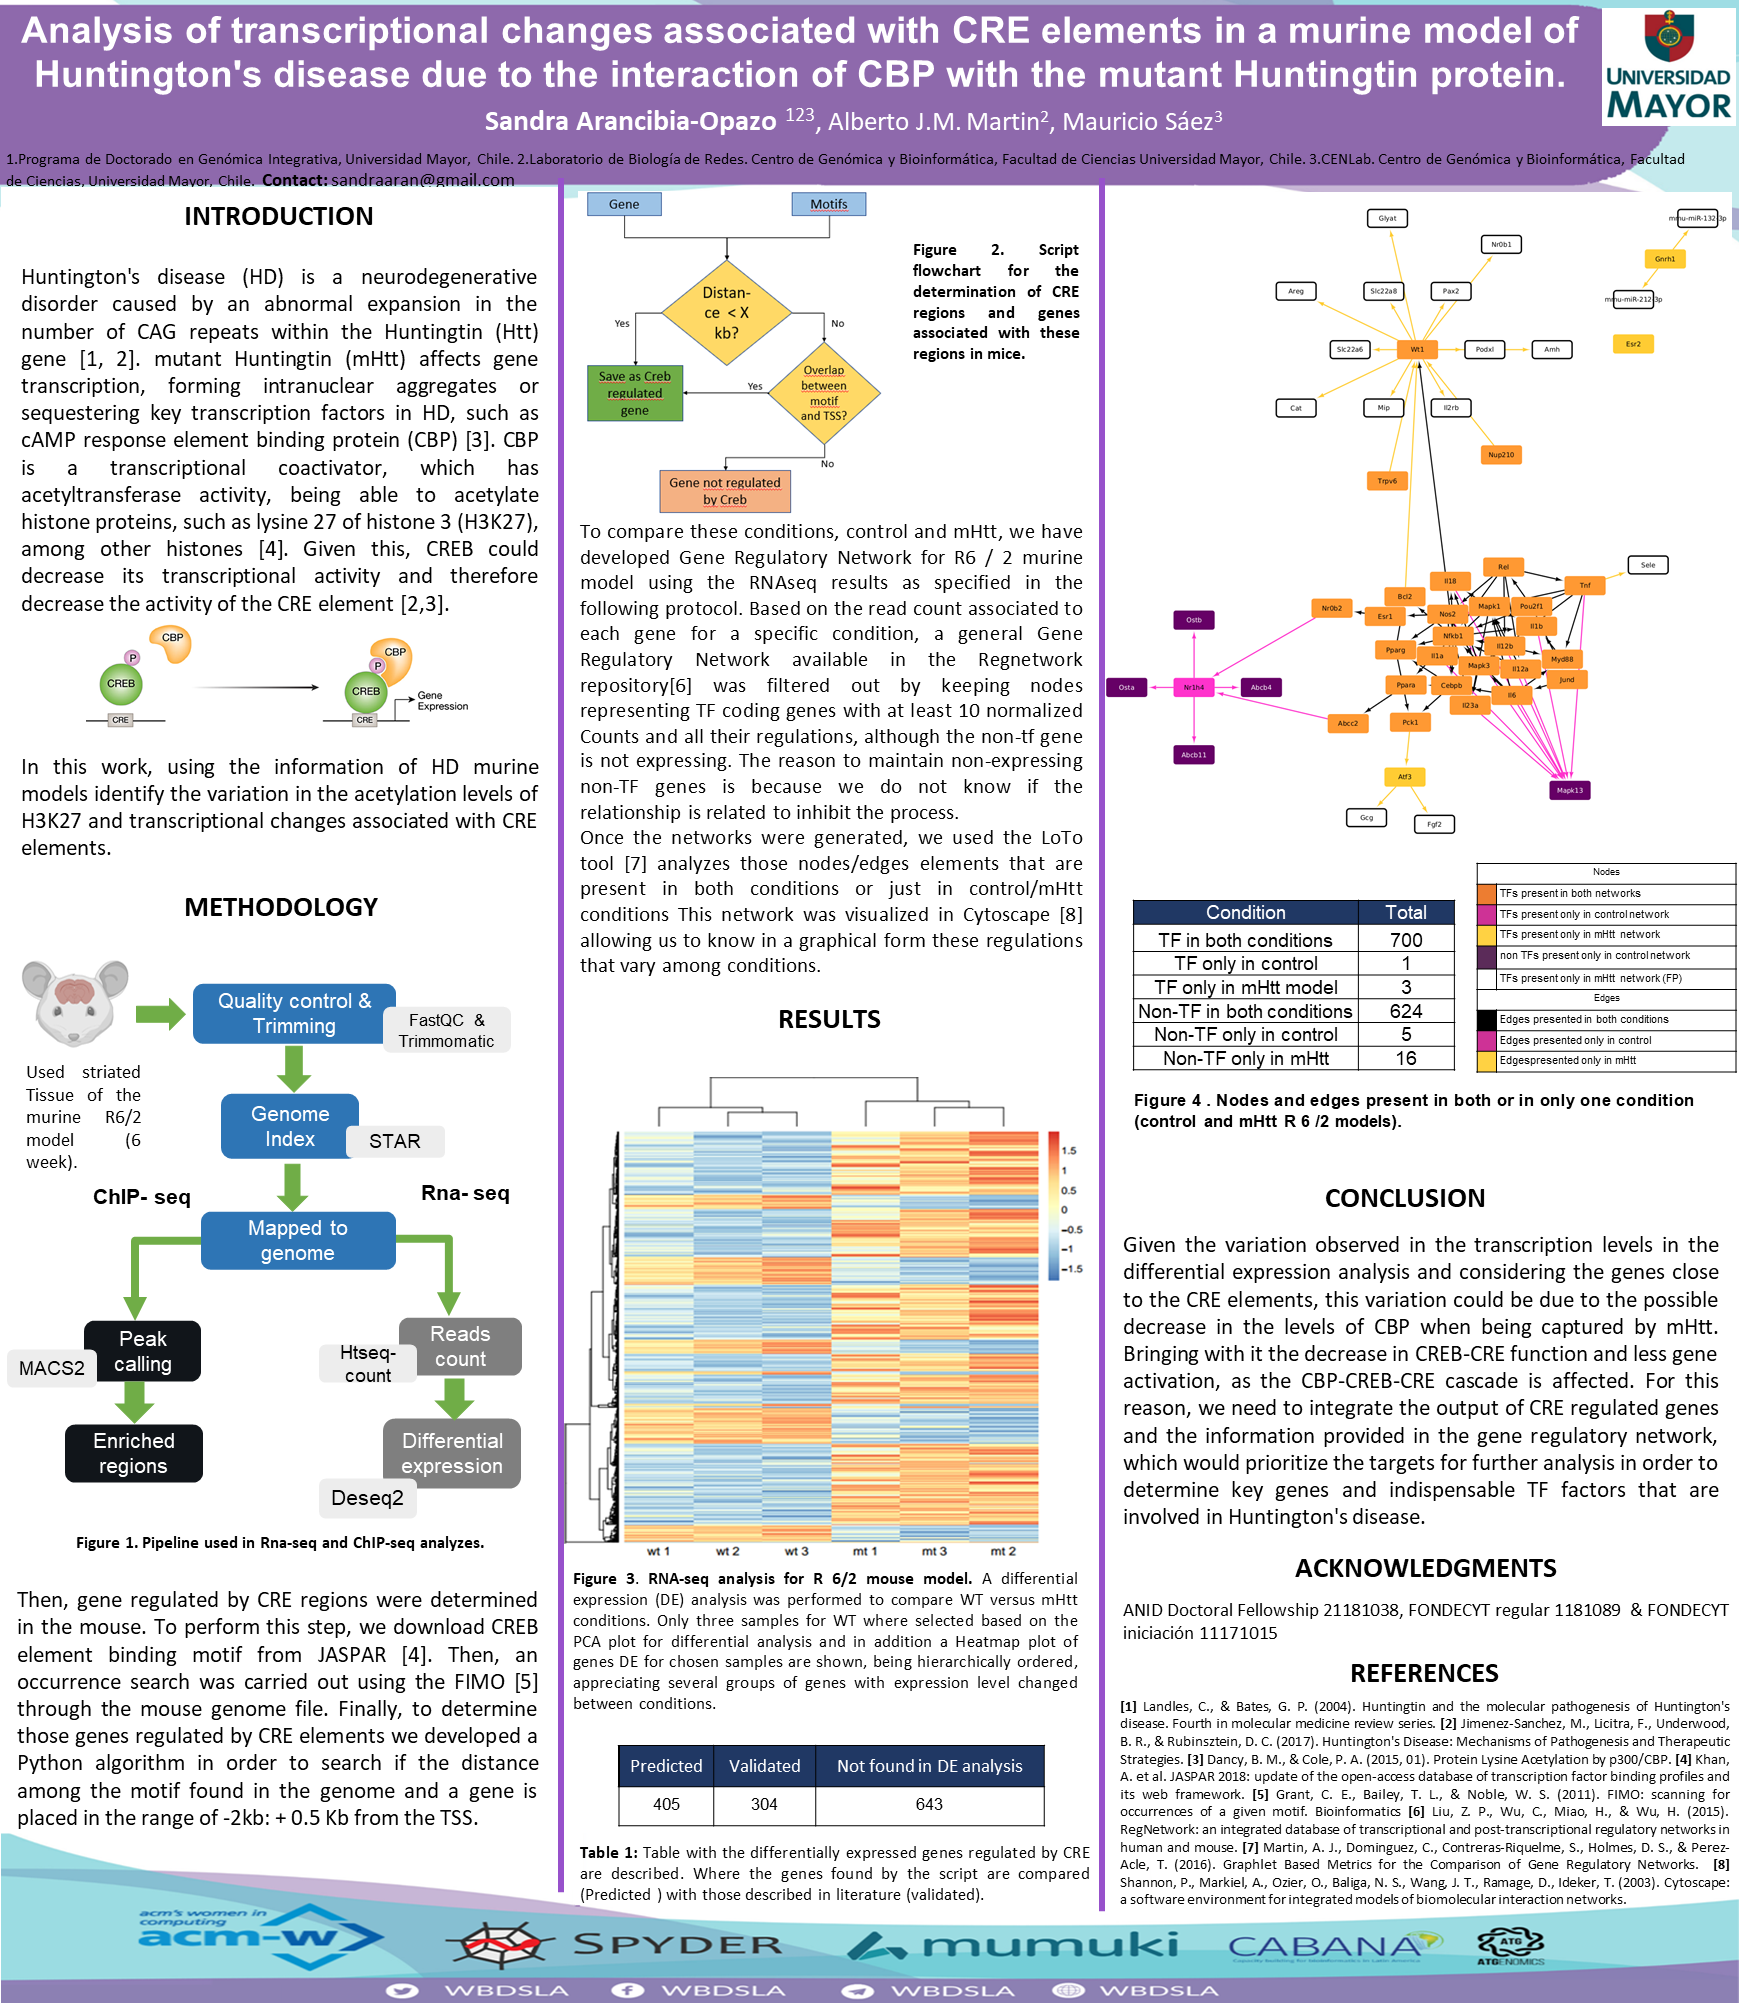 Analysis of transcriptional changes associated with CRE elements in a murine model of
Huntington's disease due to the interaction of CBP with the mutant Huntingtin protein.
Sandra Arancibia-Opazo 123, Alberto J.M. Martin2, Mauricio Sáez3
UNIVERSIDAD
MAYOR
1.Programa de Doctorado en Genómica Integrativa, Universidad Mayor, Chile. 2.Laboratorio de Biología de Redes. Centro de Genómica y Bioinformática, Facultad de Ciencias Universidad Mayor, Chile. 3.CENLab. Centro de Genómica y Bioinformática, Facultad
de Ciencias, Universidad Mayor, Chile. Contact: sandraaran@gmail.com
INTRODUCTION
Huntington's disease (HD) is a neurodegenerative
disorder caused by an abnormal expansion in the
number of CAG repeats within the Huntingtin (Htt)
gene [1, 2]. mutant Huntingtin (mHtt) affects gene
transcription, forming intranuclear aggregates or
sequestering key transcription factors in HD, such as
cAMP response element binding protein (CBP) [3]. CBP
is a transcriptional coactivator, which has
acetyltransferase activity, being able to acetylate
histone proteins, such as lysine 27 of histone 3 (H3K27),
among other histones [4]. Given this, CREB could
decrease its transcriptional activity and therefore
decrease the activity of the CRE element [2,3].
CBP
P
CREB
CRE
CBP
P
CREB
CRE
Gene
Expression
In this work, using the information of HD murine
models identify the variation in the acetylation levels of
H3K27 and transcriptional changes associated with CRE
elements.
METHODOLOGY
Quality control &
Trimming
FastQC &
Trimmomatic
Used striated
Tissue of the
murine R6/2
model (6
week).
Genome
Index
STAR
ChIP- seq
Rna- seq
Mapped to
genome
Peak
calling
MACS2
Reads
count
Htseq-
count
Enriched
regions
Differential
expression
Deseq2
Figure 1. Pipeline used in Rna-seq and ChIP-seq analyzes.
Then, gene regulated by CRE regions were determined
in the mouse. To perform this step, we download CREB
element binding motif from JASPAR [4]. Then, an
occurrence search was carried out using the FIMO [5]
through the mouse genome file. Finally, to determine
those genes regulated by CRE elements we developed a
Python algorithm in order to search if the distance
among the motif found in the genome and a gene is
placed in the range of -2kb: + 0.5 Kb from the TSS.
Gene
Motifs
Distan-
ce < X
kb?
Yes
No
Save as Creb
regulated
gene
Yes
Overlap
between
motif
and TSS?
No
Gene not regulated
by Creb
Figure 2. Script
flowchart for the
determination of CRE
regions and genes
associated with these
regions in mice.
To compare these conditions, control and mHtt, we have
developed Gene Regulatory Network for R6 / 2 murine
model using the RNAseq results as specified in the
following protocol. Based on the read count associated to
each gene for a specific condition, a general Gene
Regulatory Network available in the Regnetwork
repository[6] was filtered out by keeping nodes
representing TF coding genes with at least 10 normalized
Counts and all their regulations, although the non-tf gene
is not expressing. The reason to maintain non-expressing
non-TF genes is because we do not know if the
relationship is related to inhibit the process.
Once the networks were generated, we used the LoTo
tool [7] analyzes those nodes/edges elements that are
present in both conditions or just in control/mHtt
conditions This network was visualized in Cytoscape [8]
allowing us to know in a graphical form these regulations
that vary among conditions.
RESULTS
1.5
1
0.5
0
−0.5
−1
−1.5
wt 1 wt 2 wt 3 mt 1 mt 3 mt 2
Figure 3. RNA-seq analysis for R 6/2 mouse model. A differential
expression (DE) analysis was performed to compare WT versus mHtt
conditions. Only three samples for WT where selected based on the
PCA plot for differential analysis and in addition a Heatmap plot of
genes DE for chosen samples are shown, being hierarchically ordered,
appreciating several groups of genes with expression level changed
between conditions.
Predicted Validated Not found in DE analysis
405 304 643
Table 1: Table with the differentially expressed genes regulated by CRE
are described. Where the genes found by the script are compared
(Predicted ) with those described in literature (validated).
Glyat
Nr0b1
mmu-miR-132-3p
Gnrh1
mmu-miR-212-3p
Areg
Slc22a8
Pax2
Esr2
Slc22a6
Wt1
Podxl
Amh
Cat
Mip
Il2rb
Nup210
Trpv6
Sele
Rel
Il18
Tnf
Bcl2
Nr0b2
Esr1
Nos2
Mapk1
Pou2f1
Il1b
Ostb
Nfkb1
Il12b
Pparg
Il1a
Mapk3
Il12a
Myd88
Jund
Osta
Nr1h4
Abcb4
Ppara
Cebpb
Il6
Il23a
Abcc2
Pck1
Abcb11
Atf3
Mapk13
Gcg
Fgf2
Condition Total
TF in both conditions 700
TF only in control 1
TF only in mHtt model 3
Non-TF in both conditions 624
Non-TF only in control 5
Non-TF only in mHtt 16
Nodes
TFs present in both networks
TFs present only in control network
TFs present only in mHtt network
non TFs present only in control network
TFs present only in mHtt network (FP)
Edges
Edges presented in both conditions
Edges presented only in control
Edgespresented only in mHtt
Figure 4 . Nodes and edges present in both or in only one condition
(control and mHtt R 6 /2 models).
CONCLUSION
Given the variation observed in the transcription levels in the
differential expression analysis and considering the genes close
to the CRE elements, this variation could be due to the possible
decrease in the levels of CBP when being captured by mHtt.
Bringing with it the decrease in CREB-CRE function and less gene
activation, as the CBP-CREB-CRE cascade is affected. For this
reason, we need to integrate the output of CRE regulated genes
and the information provided in the gene regulatory network,
which would prioritize the targets for further analysis in order to
determine key genes and indispensable TF factors that are
involved in Huntington's disease.
ACKNOWLEDGMENTS
ANID Doctoral Fellowship 21181038, FONDECYT regular 1181089 & FONDECYT
iniciación 11171015
REFERENCES
[1] Landles, C., & Bates, G. P. (2004). Huntingtin and the molecular pathogenesis of Huntington's
disease. Fourth in molecular medicine review series. [2] Jimenez-Sanchez, M., Licitra, F., Underwood,
B. R., & Rubinsztein, D. C. (2017). Huntington's Disease: Mechanisms of Pathogenesis and Therapeutic
Strategies. [3] Dancy, B. M., & Cole, P. A. (2015, 01). Protein Lysine Acetylation by p300/CBP. [4] Khan,
A. et al. JASPAR 2018: update of the open-access database of transcription factor binding profiles and
its web framework. [5] Grant, C. E., Bailey, T. L., & Noble, W. S. (2011). FIMO: scanning for
occurrences of a given motif. Bioinformatics [6] Liu, Z. P., Wu, C., Miao, H., & Wu, H. (2015).
RegNetwork: an integrated database of transcriptional and post-transcriptional regulatory networks in
human and mouse. [7] Martin, A. J., Dominguez, C., Contreras-Riquelme, S., Holmes, D. S., & Perez-
Acle, T. (2016). Graphlet Based Metrics for the Comparison of Gene Regulatory Networks. [8]
Shannon, P., Markiel, A., Ozier, O., Baliga, N. S., Wang, J. T., Ramage, D., Ideker, T. (2003). Cytoscape:
a software environment for integrated models of biomolecular interaction networks.
acm's women in
computing
acm-w
SPYDER
mumuki
CABANA
Capacity building for bioinformatics in Latin America
ATG
ATGENOMICS
WBDSLA WBDSLA WBDSLA WBDSLA